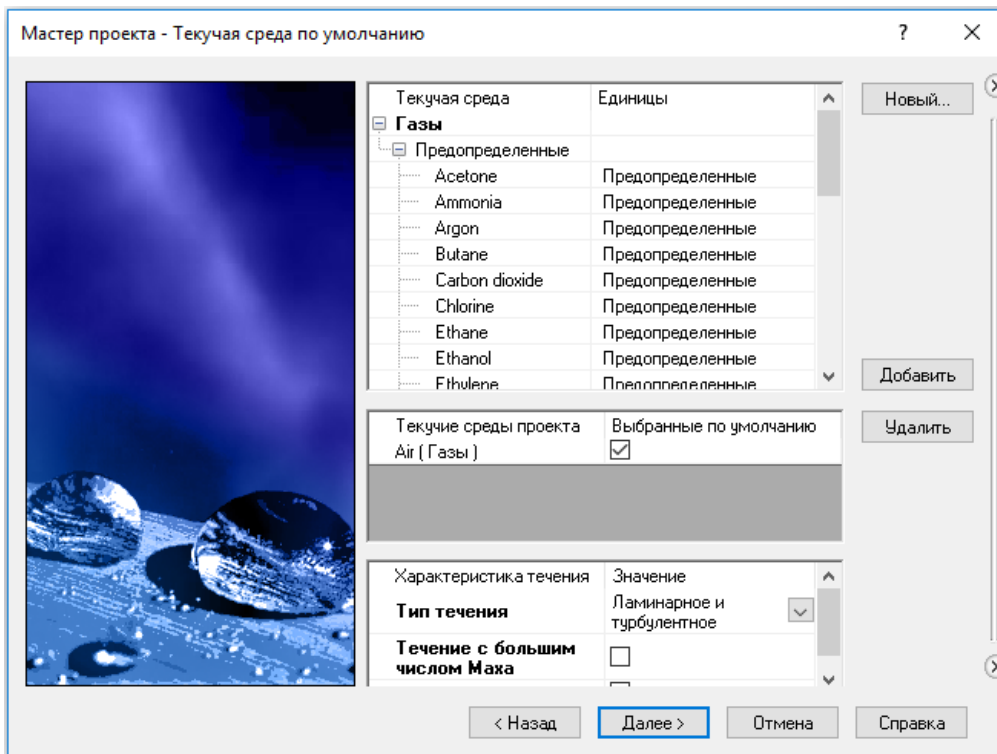 Мастер проекта - Текучая среда по умолчанию ?
Текучая среда Единицы
Газы
Предопределенные
Acetone Предопределенные
Ammonia Предопределенные
Argon Предопределенные
Butane Предопределенные
Carbon dioxide Предопределенные
Chlorine Предопределенные
Ethane Предопределенные
Ethanol Предопределенные
Ethylene Предопределенные
Новый...
Добавить
Удалить
Текучие среды проекта Выбранные по умолчанию
Air ( Газы )
Характеристика течения Значение
Тип течения Ламинарное и
турбулентное
Течение с большим
числом Маха
< Назад Далее > Отмена Справка